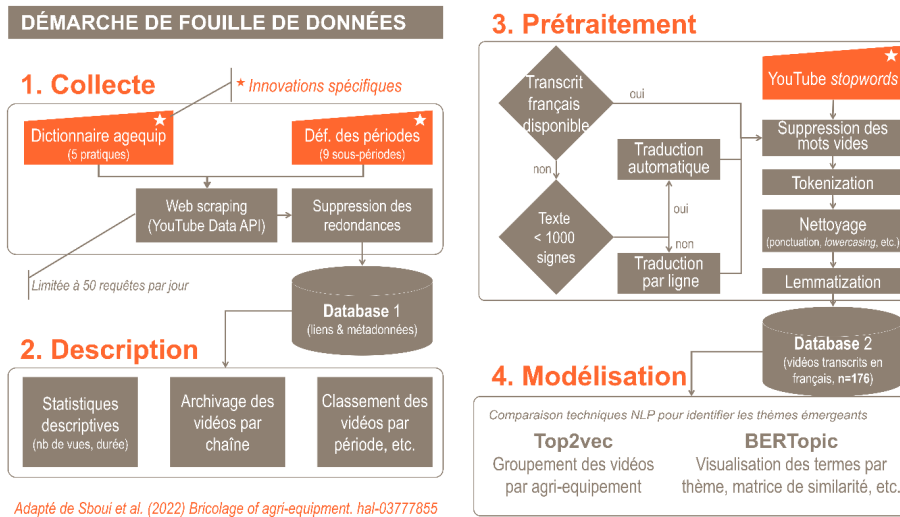 DÉMARCHE DE FOUILLE DE DONNÉES
1. Collecte
★ Innovations spécifiques
Dictionnaire agequip
(5 pratiques)
Déf. des périodes
(9 sous-périodes)
Web scraping
(YouTube Data API)
Suppression des
redondances
Limitée à 50 requêtes par jour
Database 1
(liens & métadonnées)
2. Description
Statistiques
descriptives
(nb de vues, durée)
Archivage des
vidéos par
chaîne
Classement des
vidéos par
période, etc.
Adapté de Sboui et al. (2022) Bricolage of agri-equipment. hal-03777855
3. Prétraitement
Transcrit
français
disponible
oui
non
Texte
< 1000
signes
Traduction
automatique
oui
non
Traduction
par ligne
YouTube stopwords
Suppression des
mots vides
Tokenization
Nettoyage
(ponctuation, lowercasing, etc.)
Lemmatization
Database 2
(vidéos transcrits en
français, n=176)
4. Modélisation
Comparaison techniques NLP pour identifier les thèmes émergeants
Top2vec
Groupement des vidéos
par agri-equipement
BERTopic
Visualisation des termes par
thème, matrice de similarité, etc.